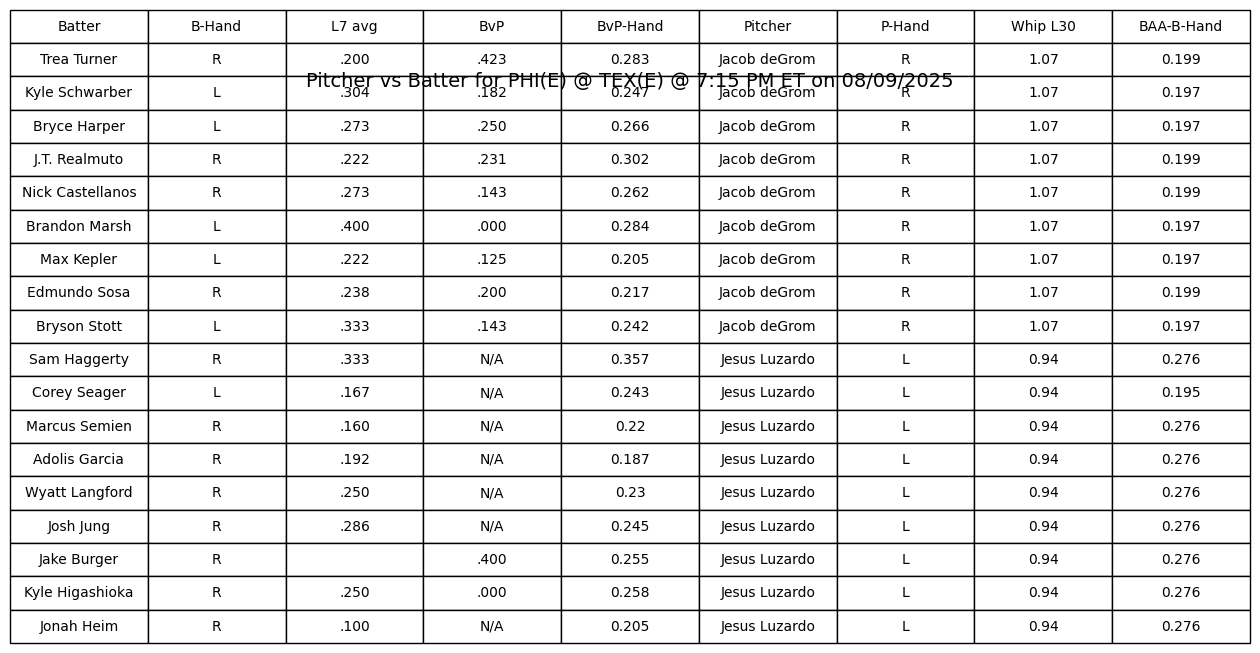 Batter B-Hand L7 avg BvP BvP-Hand Pitcher P-Hand Whip L30 BAA-B-Hand
Trea Turner R .200 .423 0.283 Jacob deGrom R 1.07 0.199
Pitcher vs Batter for PHI(E) @ TEX(E) @ 7:15 PM ET on 08/09/2025
Kyle Schwarber L .304 .182 0.247 Jacob deGrom R 1.07 0.197
Bryce Harper L .273 .250 0.266 Jacob deGrom R 1.07 0.197
J.T. Realmuto R .222 .231 0.302 Jacob deGrom R 1.07 0.199
Nick Castellanos R .273 .143 0.262 Jacob deGrom R 1.07 0.199
Brandon Marsh L .400 .000 0.284 Jacob deGrom R 1.07 0.197
Max Kepler L .222 .125 0.205 Jacob deGrom R 1.07 0.197
Edmundo Sosa R .238 .200 0.217 Jacob deGrom R 1.07 0.199
Bryson Stott L .333 .143 0.242 Jacob deGrom R 1.07 0.197
Sam Haggerty R .333 N/A 0.357 Jesus Luzardo L 0.94 0.276
Corey Seager L .167 N/A 0.243 Jesus Luzardo L 0.94 0.195
Marcus Semien R .160 N/A 0.22 Jesus Luzardo L 0.94 0.276
Adolis Garcia R .192 N/A 0.187 Jesus Luzardo L 0.94 0.276
Wyatt Langford R .250 N/A 0.23 Jesus Luzardo L 0.94 0.276
Josh Jung R .286 N/A 0.245 Jesus Luzardo L 0.94 0.276
Jake Burger R .400 0.255 Jesus Luzardo L 0.94 0.276
Kyle Higashioka R .250 .000 0.258 Jesus Luzardo L 0.94 0.276
Jonah Heim R .100 N/A 0.205 Jesus Luzardo L 0.94 0.276